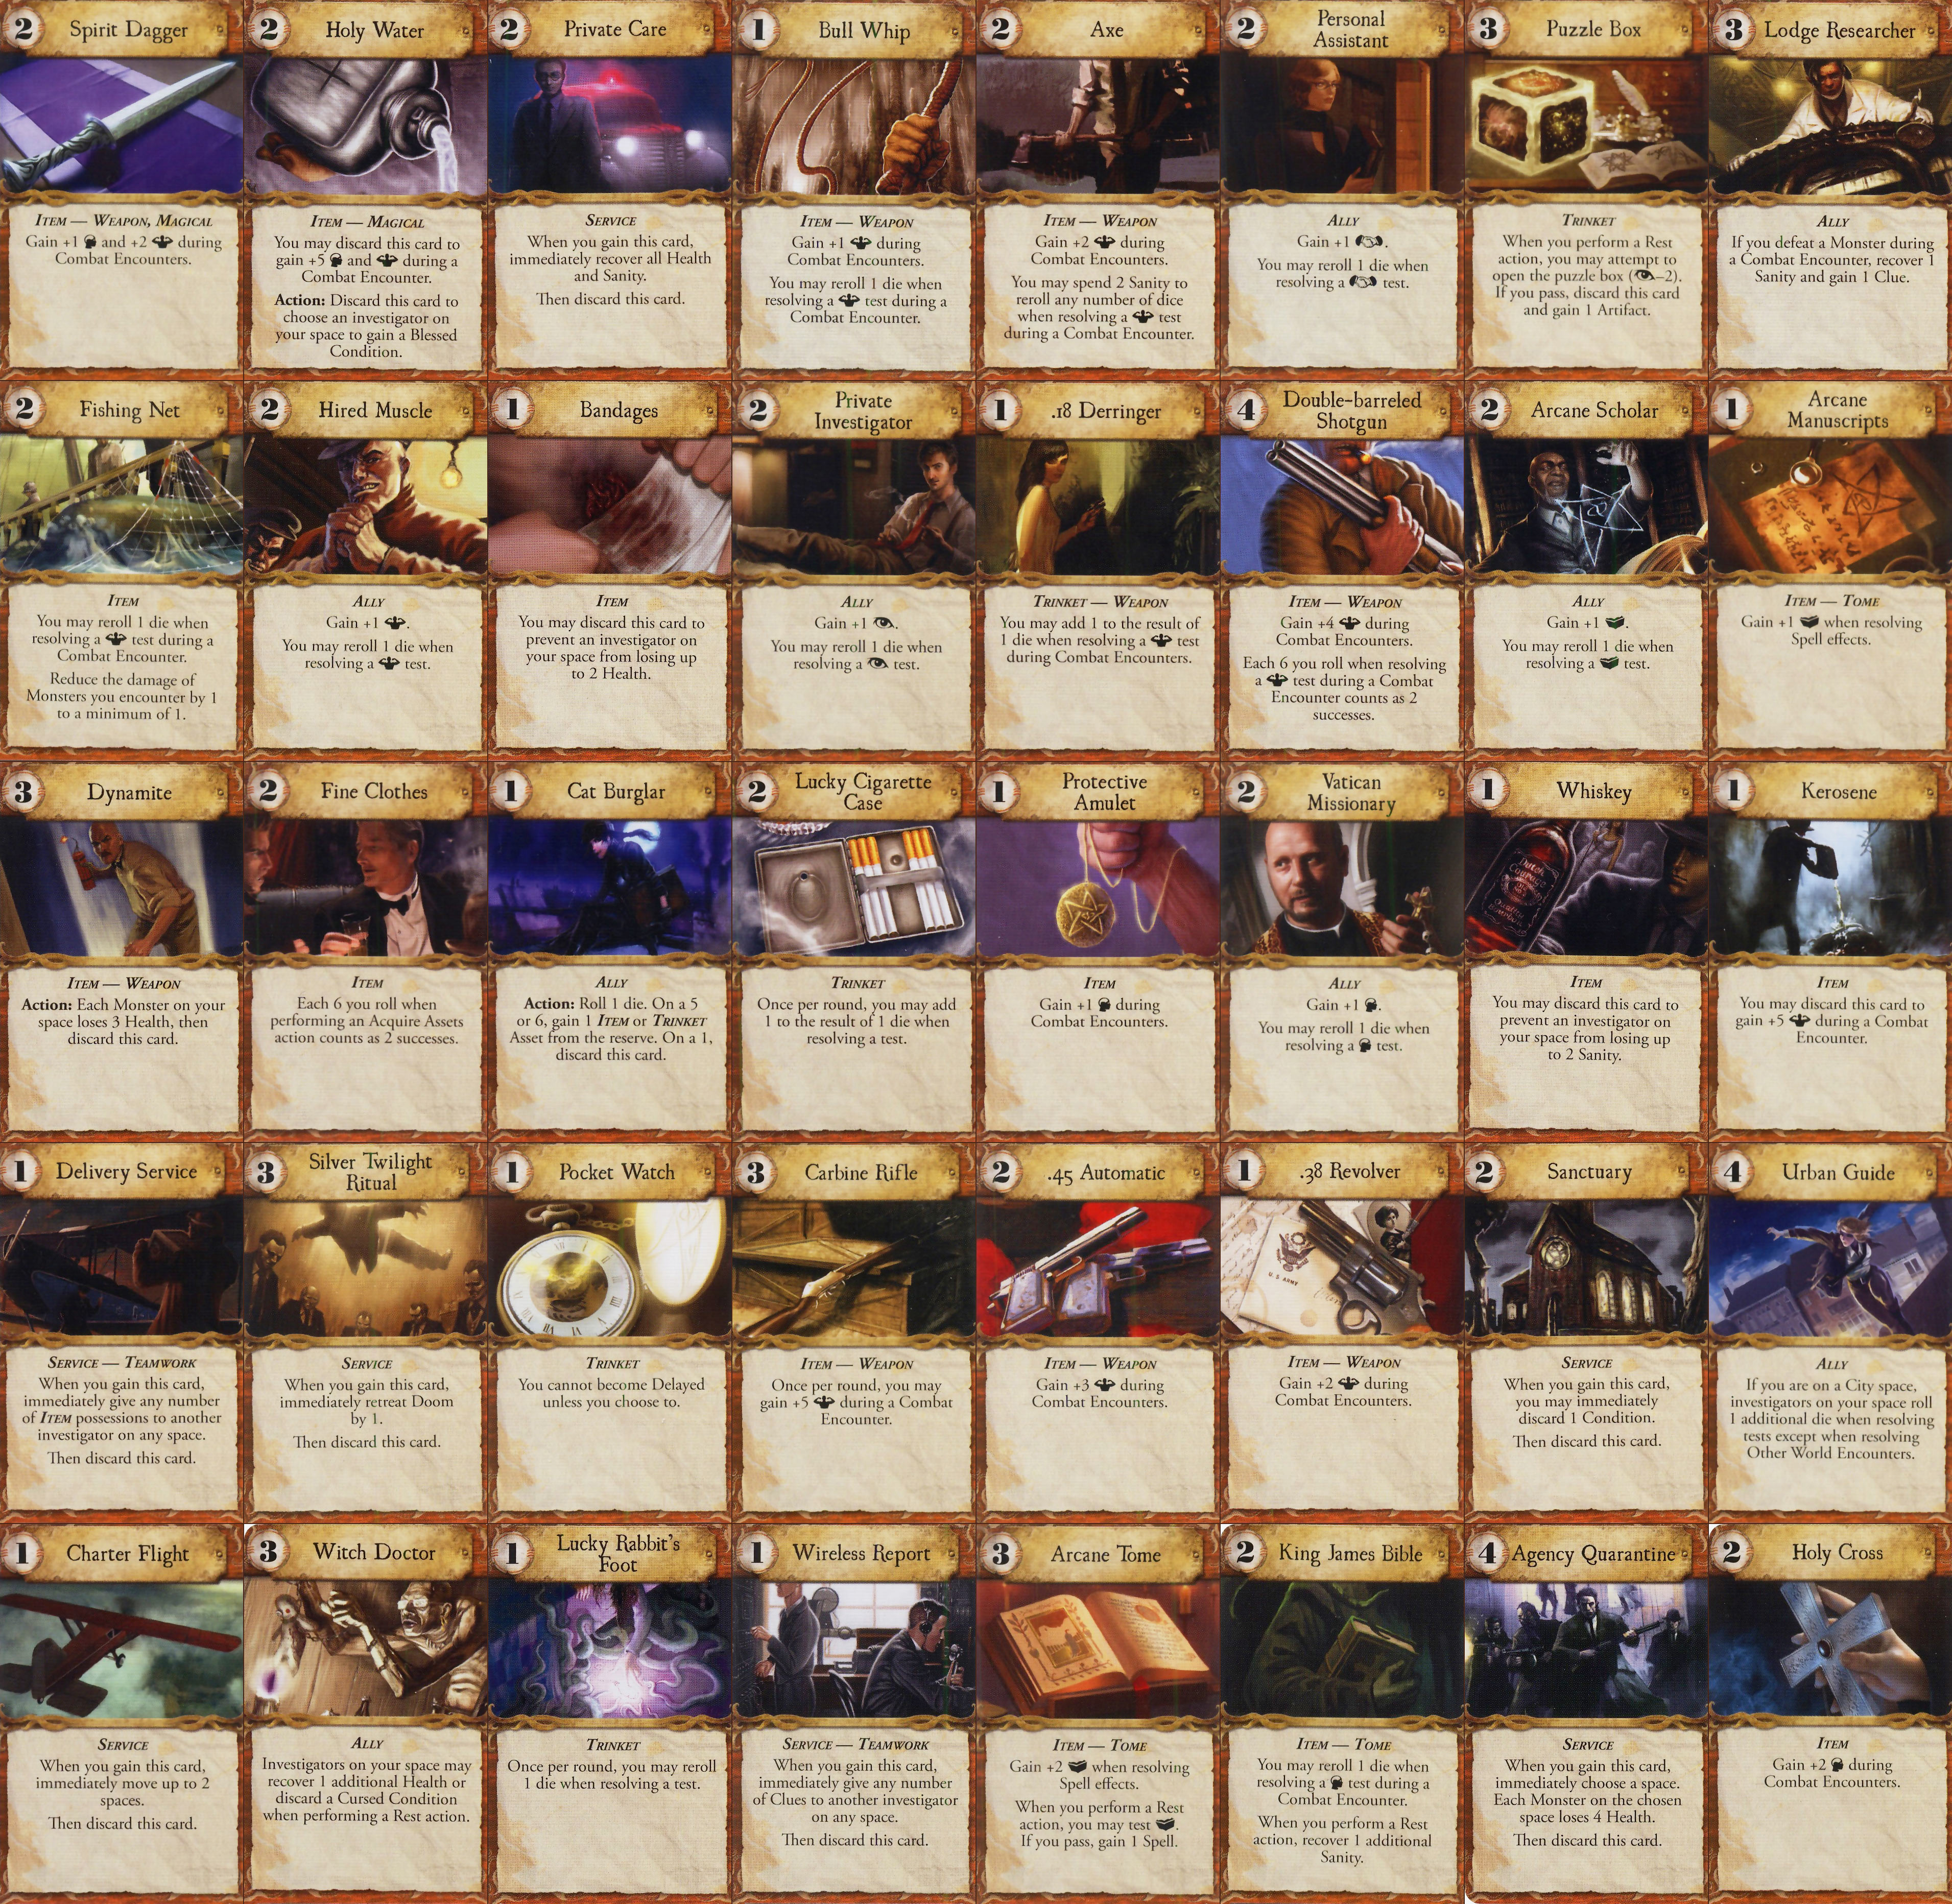 2 Spirit Dagger
ITEM — WEAPON, MAGICAL
Gain +1 and +2 during
Combat Encounters.
2 Holy Water
ITEM — MAGICAL
You may discard this card to
gain +5 and during a
Combat Encounter.
Action: Discard this card to
choose an investigator on
your space to gain a Blessed
Condition.
2 Private Care
SERVICE
When you gain this card,
immediately recover all Health
and Sanity.
Then discard this card.
1 Bull Whip
ITEM — WEAPON
Gain +1 during
Combat Encounters.
You may reroll 1 die when
resolving a test during a
Combat Encounter.
2 Axe
ITEM — WEAPON
Gain +2 during
Combat Encounters.
You may spend 2 Sanity to
reroll any number of dice
when resolving a test
during a Combat Encounter.
2 Personal
Assistant
ALLY
Gain +1 .
You may reroll 1 die when
resolving a test.
3 Puzzle Box
TRINKET
When you perform a Rest
action, you may attempt to
open the puzzle box ( –2).
If you pass, discard this card
and gain 1 Artifact.
3 Lodge Researcher
ALLY
If you defeat a Monster during
a Combat Encounter, recover 1
Sanity and gain 1 Clue.
2 Fishing Net
ITEM
You may reroll 1 die when
resolving a test during a
Combat Encounter.
Reduce the damage of
Monsters you encounter by 1
to a minimum of 1.
2 Hired Muscle
ALLY
Gain +1 .
You may reroll 1 die when
resolving a test.
1 Bandages
ITEM
You may discard this card to
prevent an investigator on
your space from losing up
to 2 Health.
2 Private
Investigator
ALLY
Gain +1 .
You may reroll 1 die when
resolving a test.
1 .18 Derringer
TRINKET — WEAPON
You may add 1 to the result of
1 die when resolving a test
during Combat Encounters.
4 Double-barreled
Shotgun
ITEM — WEAPON
Gain +4 during
Combat Encounters.
Each 6 you roll when resolving
a test during a Combat
Encounter counts as 2
successes.
2 Arcane Scholar
ALLY
Gain +1 .
You may reroll 1 die when
resolving a test.
1 Arcane
Manuscripts
ITEM — TOME
Gain +1 when resolving
Spell effects.
3 Dynamite
ITEM — WEAPON
Action: Each Monster on your
space loses 3 Health, then
discard this card.
2 Fine Clothes
ITEM
Each 6 you roll when
performing an Acquire Assets
action counts as 2 successes.
1 Cat Burglar
ALLY
Action: Roll 1 die. On a 5
or 6, gain 1 ITEM or TRINKET
Asset from the reserve. On a 1,
discard this card.
2 Lucky Cigarette
Case
TRINKET
Once per round, you may add
1 to the result of 1 die when
resolving a test.
1 Protective
Amulet
ITEM
Gain +1 during
Combat Encounters.
2 Vatican
Missionary
ALLY
Gain +1 .
You may reroll 1 die when
resolving a test.
1 Whiskey
Dutch
Courage
ITEM
You may discard this card to
prevent an investigator on
your space from losing up
to 2 Sanity.
1 Kerosene
ITEM
You may discard this card to
gain +5 during a Combat
Encounter.
1 Delivery Service
SERVICE — TEAMWORK
When you gain this card,
immediately give any number
of ITEM possessions to another
investigator on any space.
Then discard this card.
3 Silver Twilight
Ritual
SERVICE
When you gain this card,
immediately retreat Doom
by 1.
Then discard this card.
1 Pocket Watch
TRINKET
You cannot become Delayed
unless you choose to.
3 Carbine Rifle
ITEM — WEAPON
Once per round, you may
gain +5 during a Combat
Encounter.
2 .45 Automatic
ITEM — WEAPON
Gain +3 during
Combat Encounters.
1 .38 Revolver
U.S ARMY
ITEM — WEAPON
Gain +2 during
Combat Encounters.
2 Sanctuary
SERVICE
When you gain this card,
you may immediately
discard 1 Condition.
Then discard this card.
4 Urban Guide
ALLY
If you are on a City space,
investigators on your space roll
1 additional die when resolving
tests except when resolving
Other World Encounters.
1 Charter Flight
SERVICE
When you gain this card,
immediately move up to 2
spaces.
Then discard this card.
3 Witch Doctor
ALLY
Investigators on your space may
recover 1 additional Health or
discard a Cursed Condition
when performing a Rest action.
1 Lucky Rabbit's
Foot
TRINKET
Once per round, you may reroll
1 die when resolving a test.
1 Wireless Report
SERVICE — TEAMWORK
When you gain this card,
immediately give any number
of Clues to another investigator
on any space.
Then discard this card.
3 Arcane Tome
ITEM — TOME
Gain +2 when resolving
Spell effects.
When you perform a Rest
action, you may test .
If you pass, gain 1 Spell.
2 King James Bible
ITEM — TOME
You may reroll 1 die when
resolving a test during a
Combat Encounter.
When you perform a Rest
action, recover 1 additional
Sanity.
4 Agency Quarantine
SERVICE
When you gain this card,
immediately choose a space.
Each Monster on the chosen
space loses 4 Health.
Then discard this card.
2 Holy Cross
ITEM
Gain +2 during
Combat Encounters.